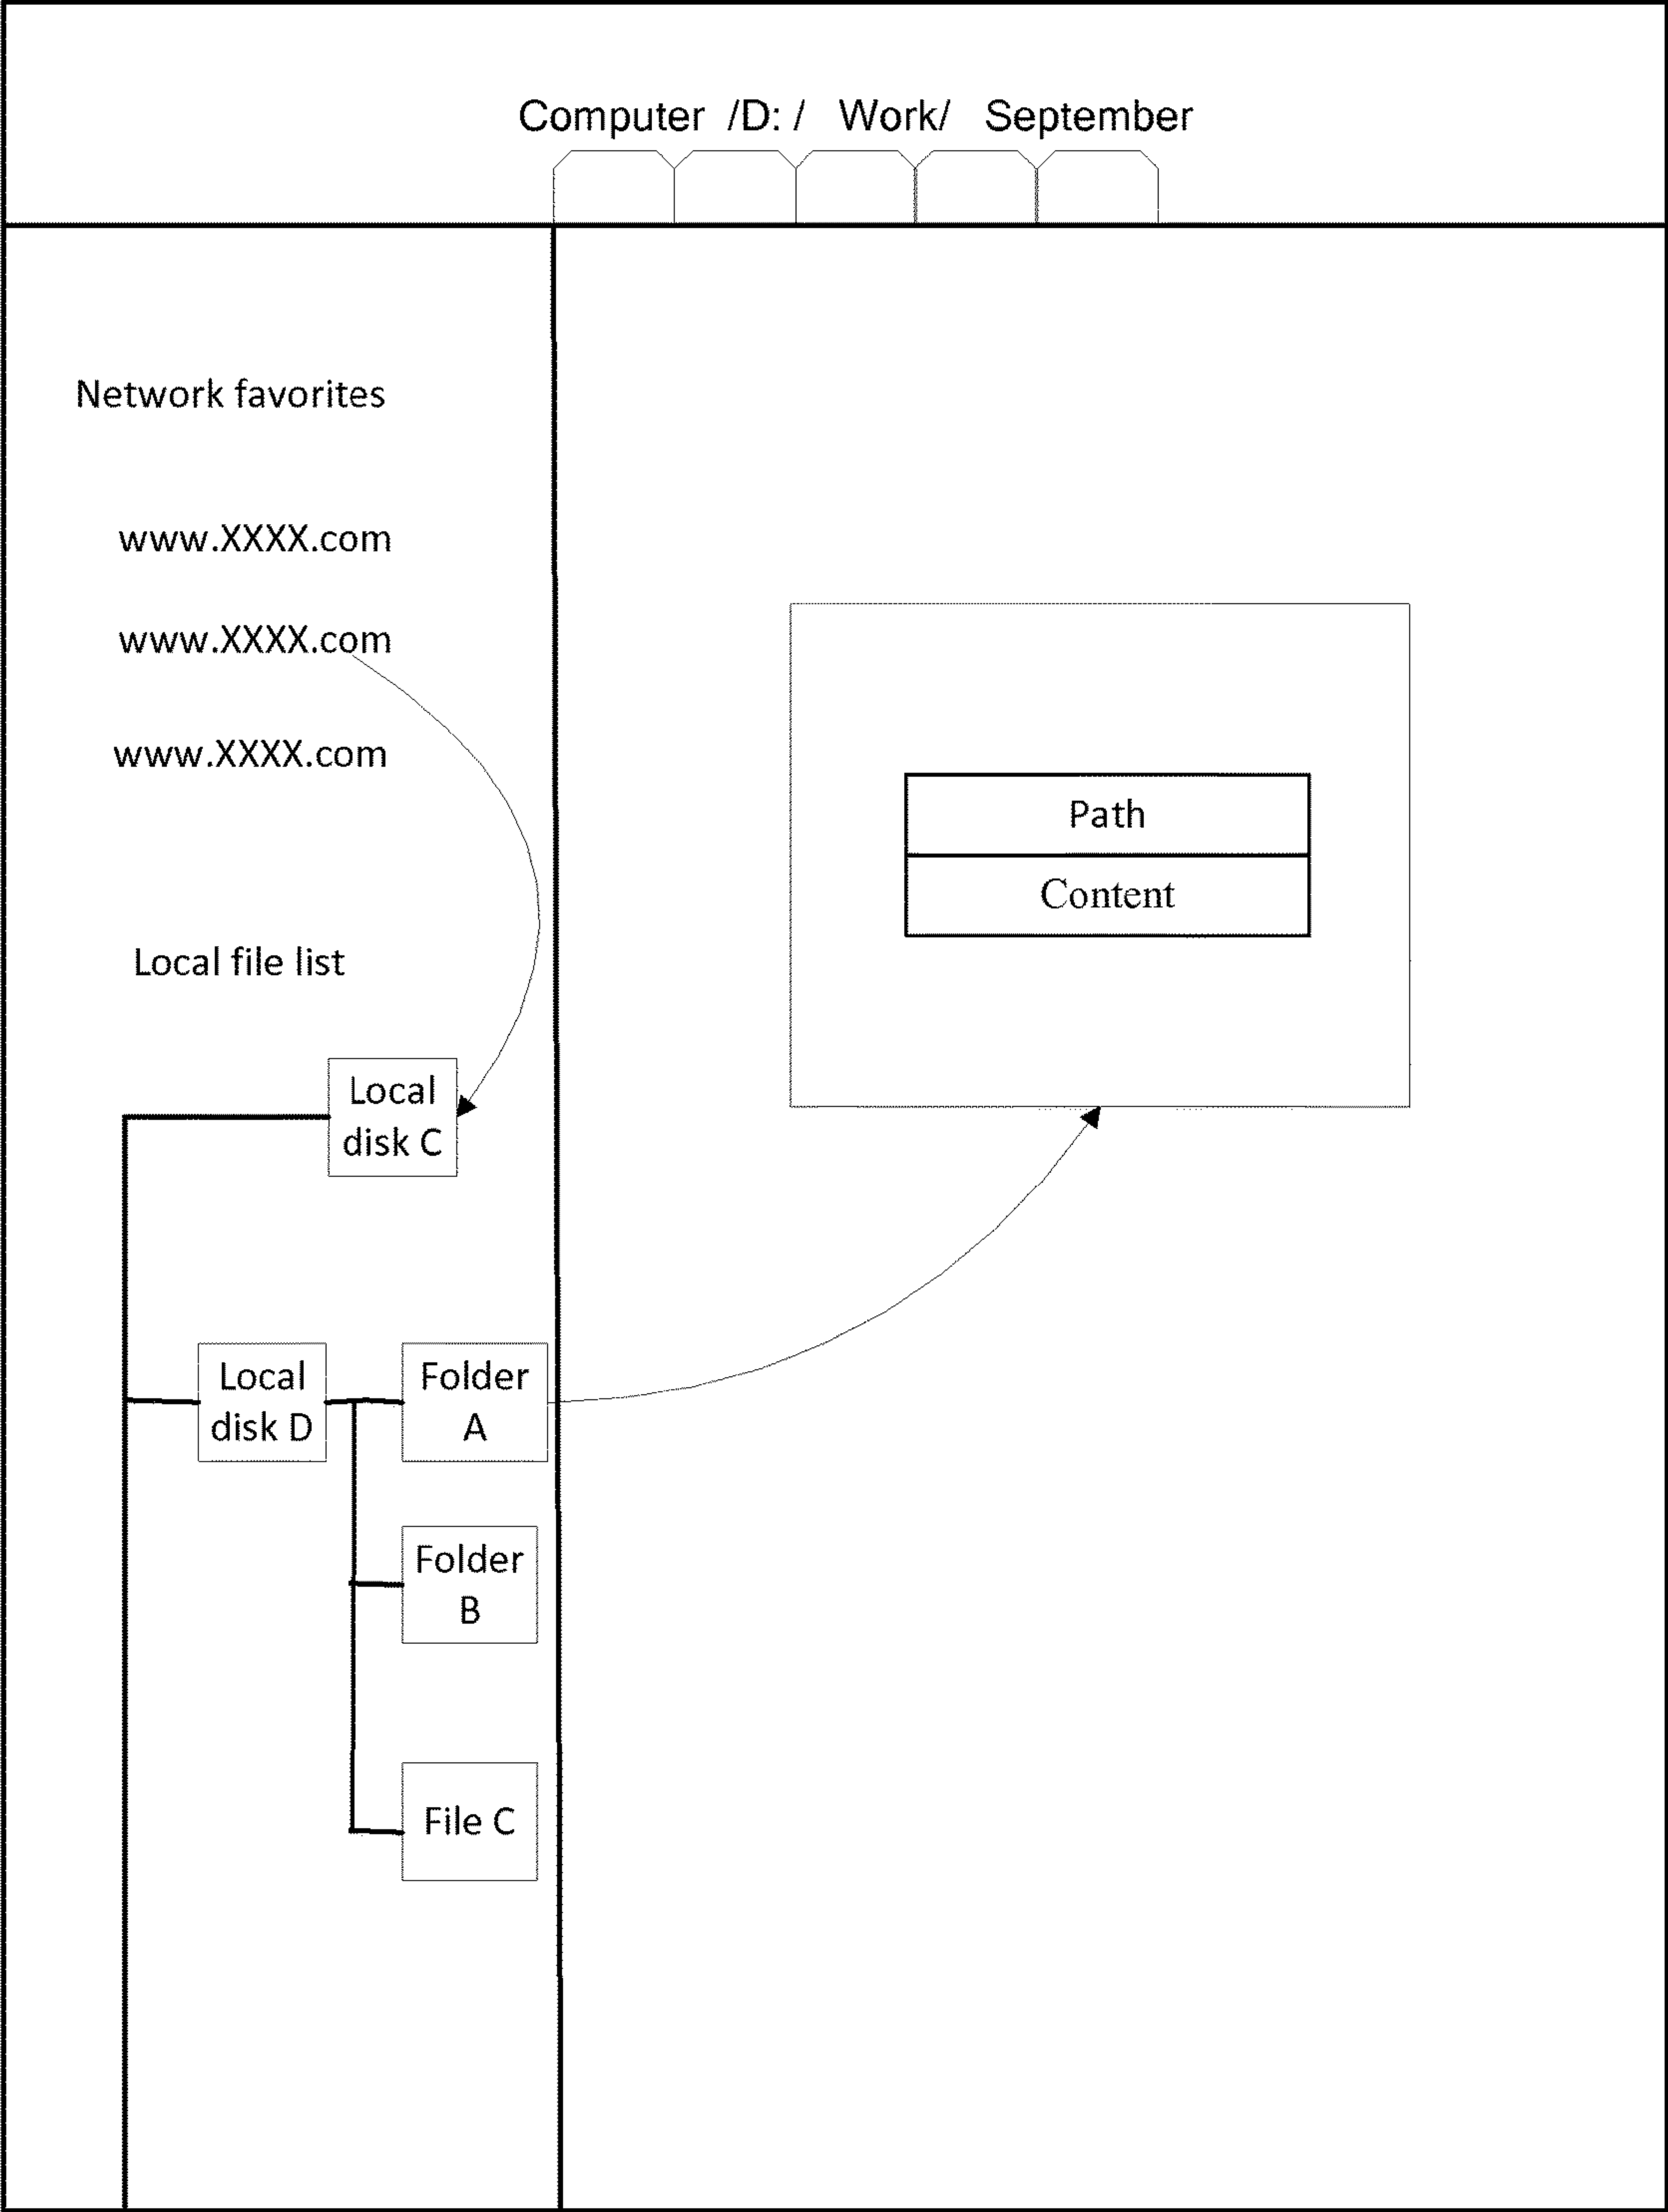 Computer /D: / Work/ September
Network favorites
www.XXXX.com
www.XXXX.com
www.XXXX.com
Path
Content
Local file list
Local
disk C
Local
disk D
Folder
A
Folder
B
File C